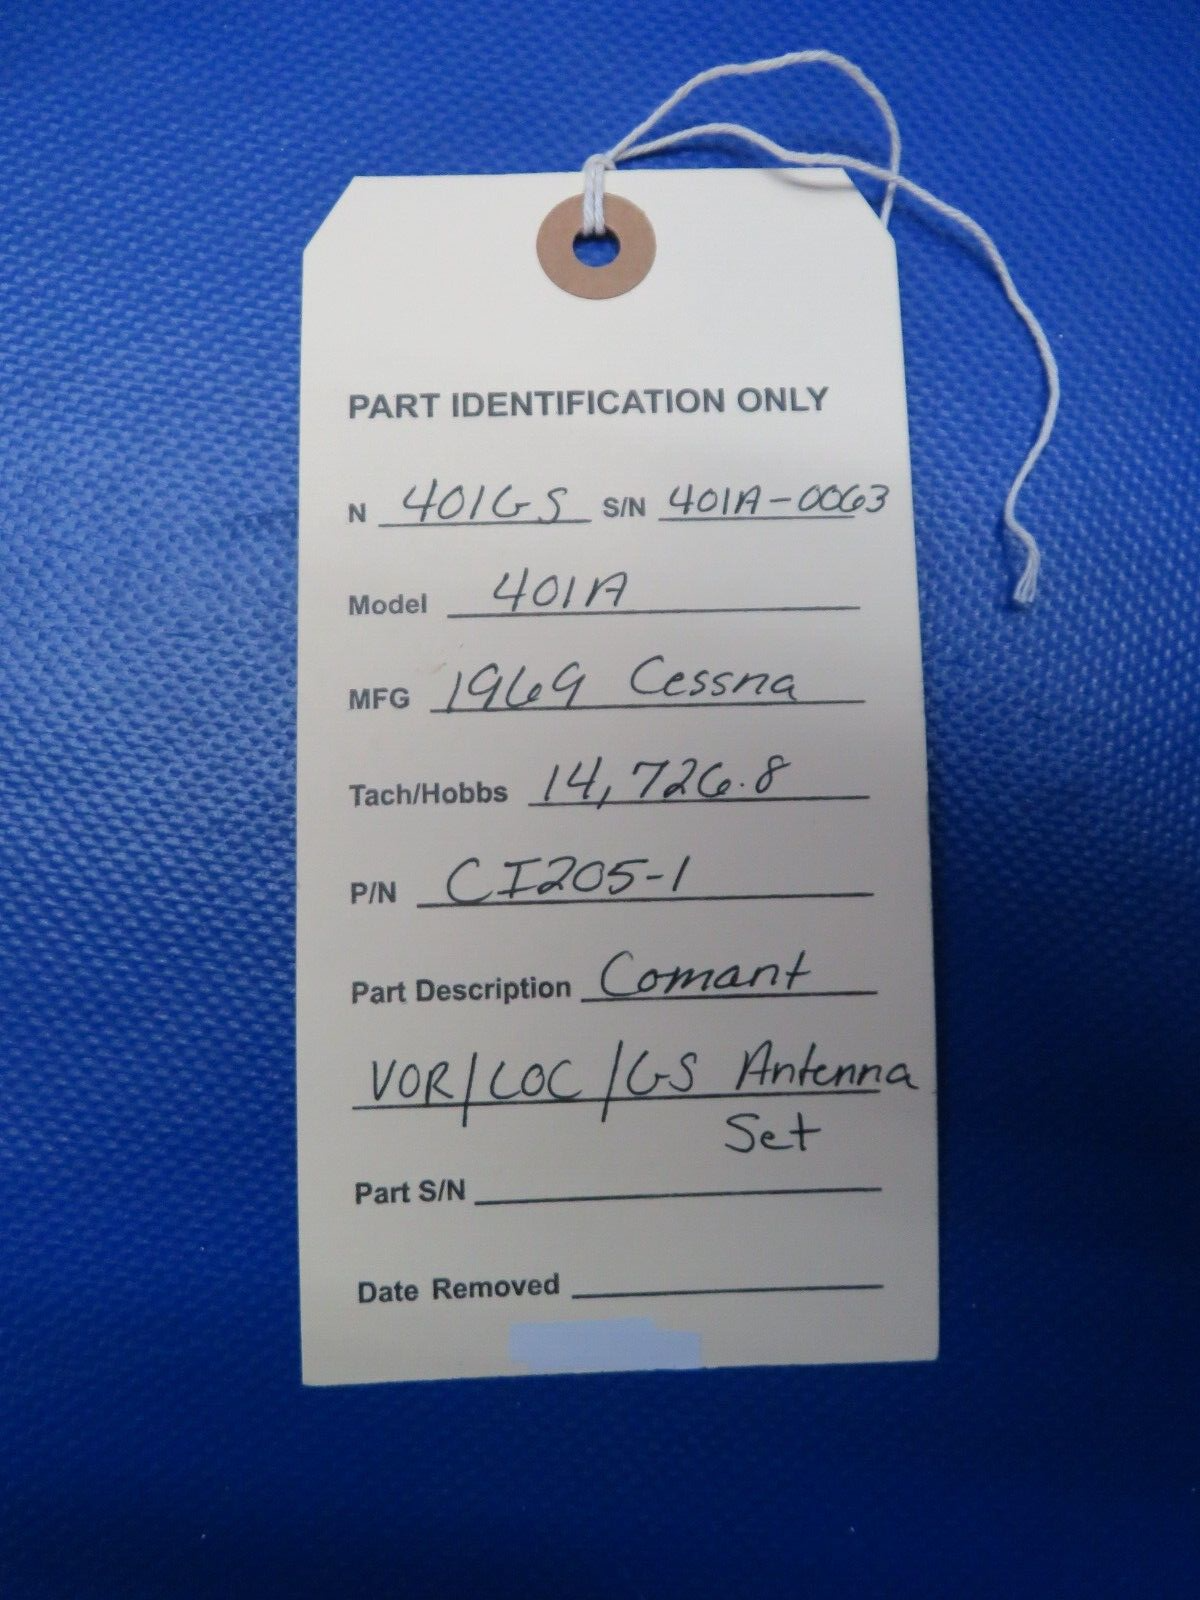 PART IDENTIFICATION ONLY
N 401GS S/N 401A-0063
Model 401A
MFG 1969 Cessna
Tach/Hobbs 14,726.8
P/N CI205-1
Part Description Comant
VOR/LOC/GS Antenna
Set
Part S/N
Date Removed